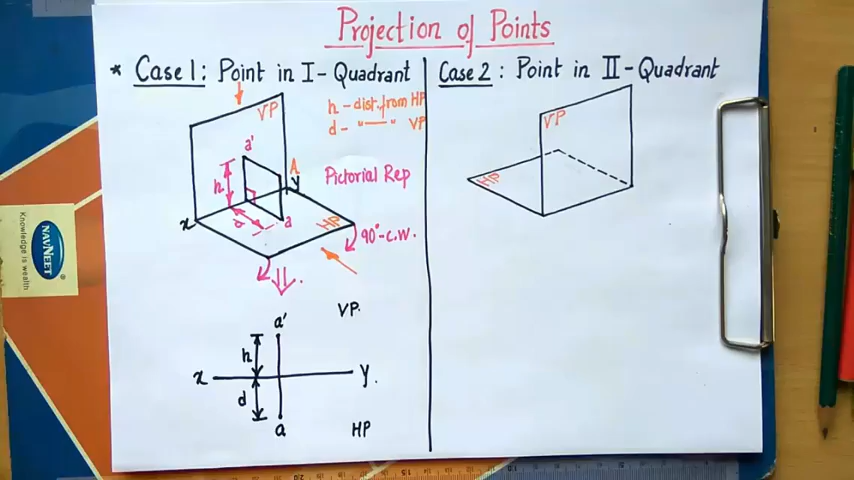 Projection of Points
* Case 1: Point in I - Quadrant
Case 2 : Point in II - Quadrant
VP
h - dist. from HP
d - " —— " VP
a'
A
h
Pictorial Rep
d
a
x
HP
90°- C.W.
VP.
a'
h
x
y.
d
a
HP
VP
HP
NAVNEET
Knowledge is wealth